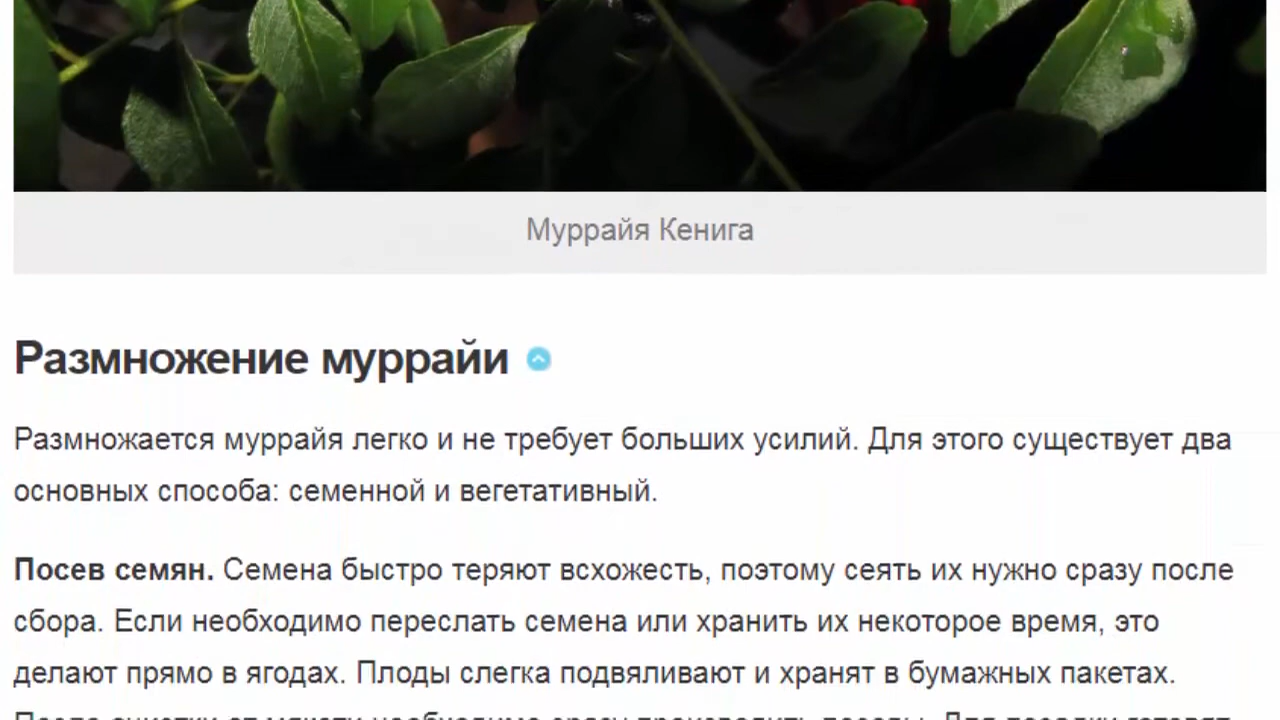 Муррайя Кенига
Размножение муррайи
Размножается муррайя легко и не требует больших усилий. Для этого существует два
основных способа: семенной и вегетативный.
Посев семян. Семена быстро теряют всхожесть, поэтому сеять их нужно сразу после
сбора. Если необходимо переслать семена или хранить их некоторое время, это
делают прямо в ягодах. Плоды слегка подвяливают и хранят в бумажных пакетах.